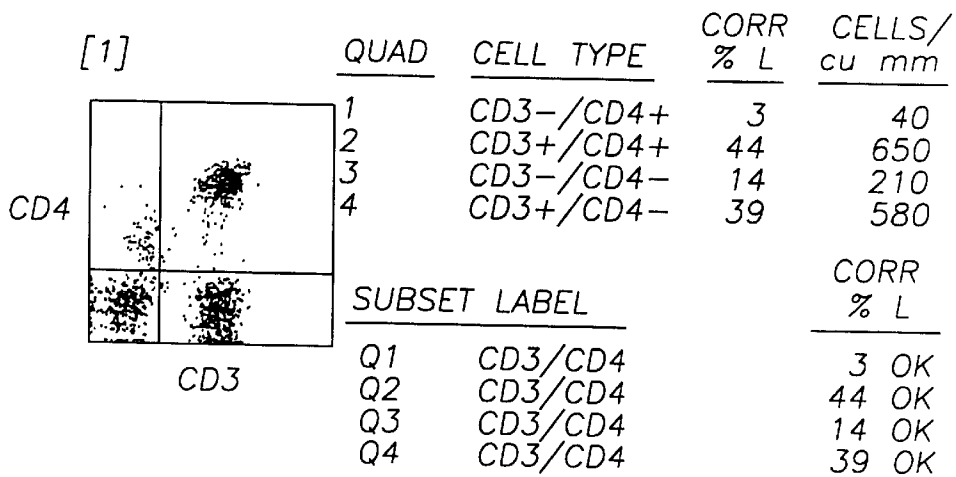 [1]
QUAD CELL TYPE CORR % L CELLS/ cu mm
1 CD3-/CD4+ 3 40
2 CD3+/CD4+ 44 650
3 CD3-/CD4- 14 210
4 CD3+/CD4- 39 580
CD4
CD3
SUBSET LABEL CORR % L
Q1 CD3/CD4 3 OK
Q2 CD3/CD4 44 OK
Q3 CD3/CD4 14 OK
Q4 CD3/CD4 39 OK